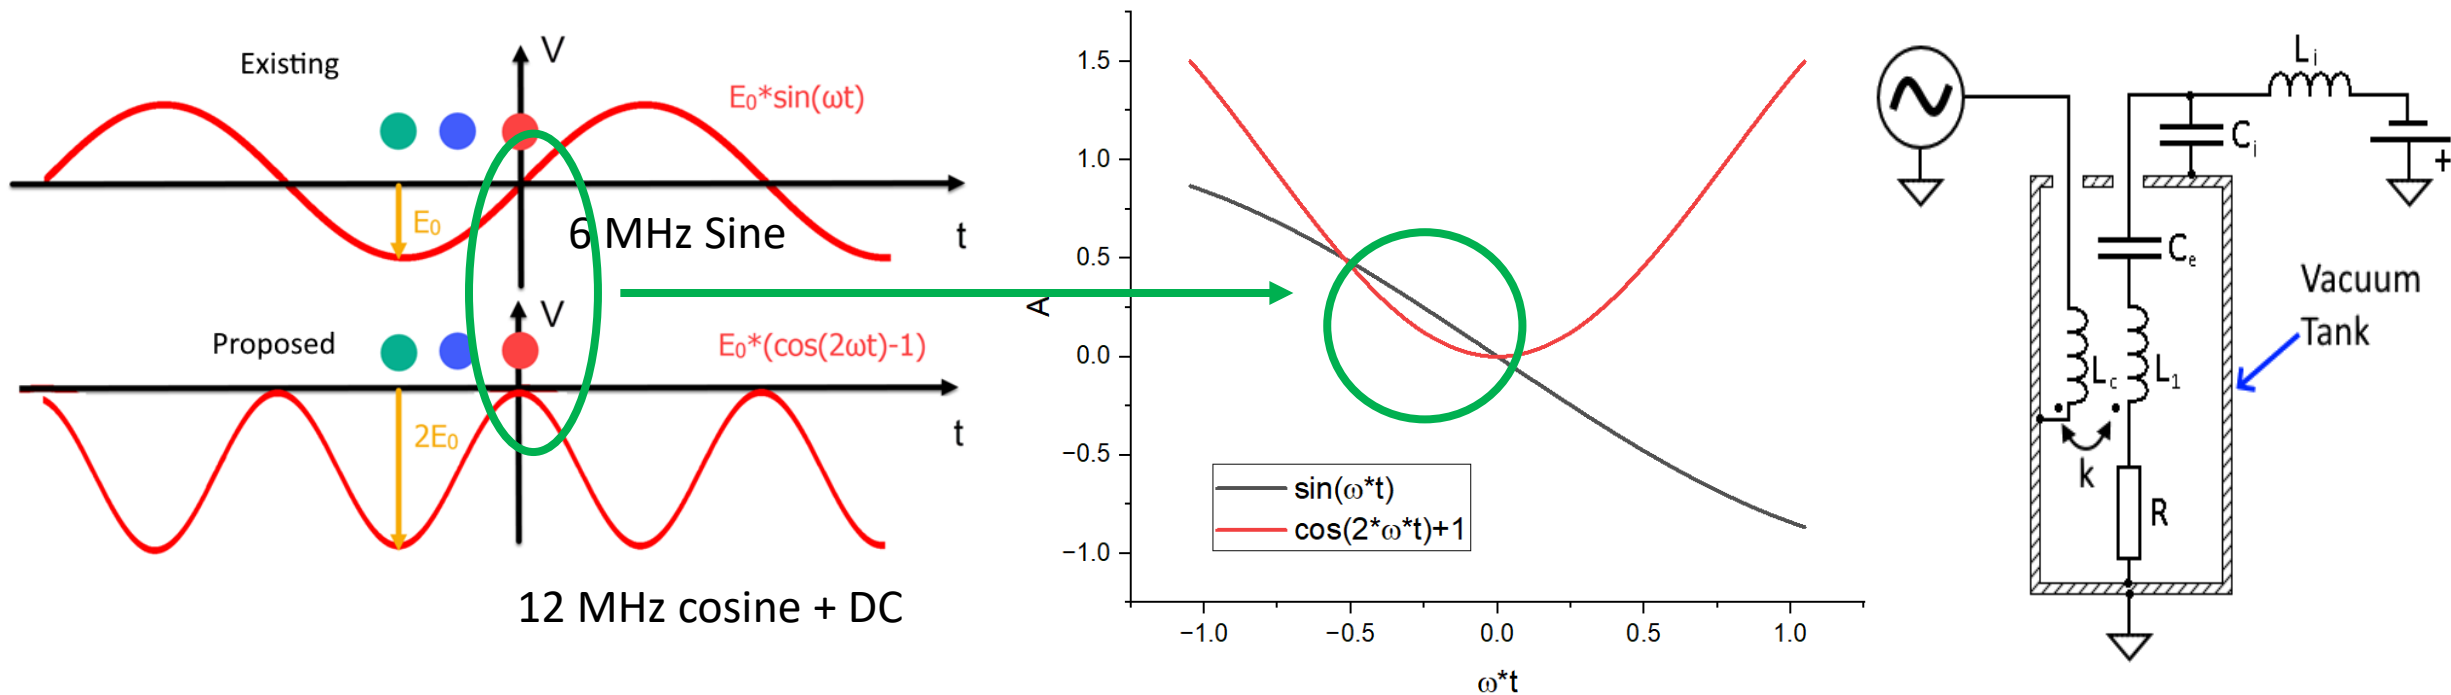 Existing
V
E₀*sin(ωt)
E₀
6 MHz Sine
t
V
Proposed
E₀*(cos(2ωt)-1)
2E₀
t
12 MHz cosine + DC
1.5
1.0
0.5
0.0
−0.5
−1.0
A
sin(ω*t)
cos(2*ω*t)+1
−1.0
−0.5
0.0
0.5
1.0
ω*t
Lᵢ
Cᵢ
+
Cₑ
Vacuum
Tank
L꜀
L₁
k
R